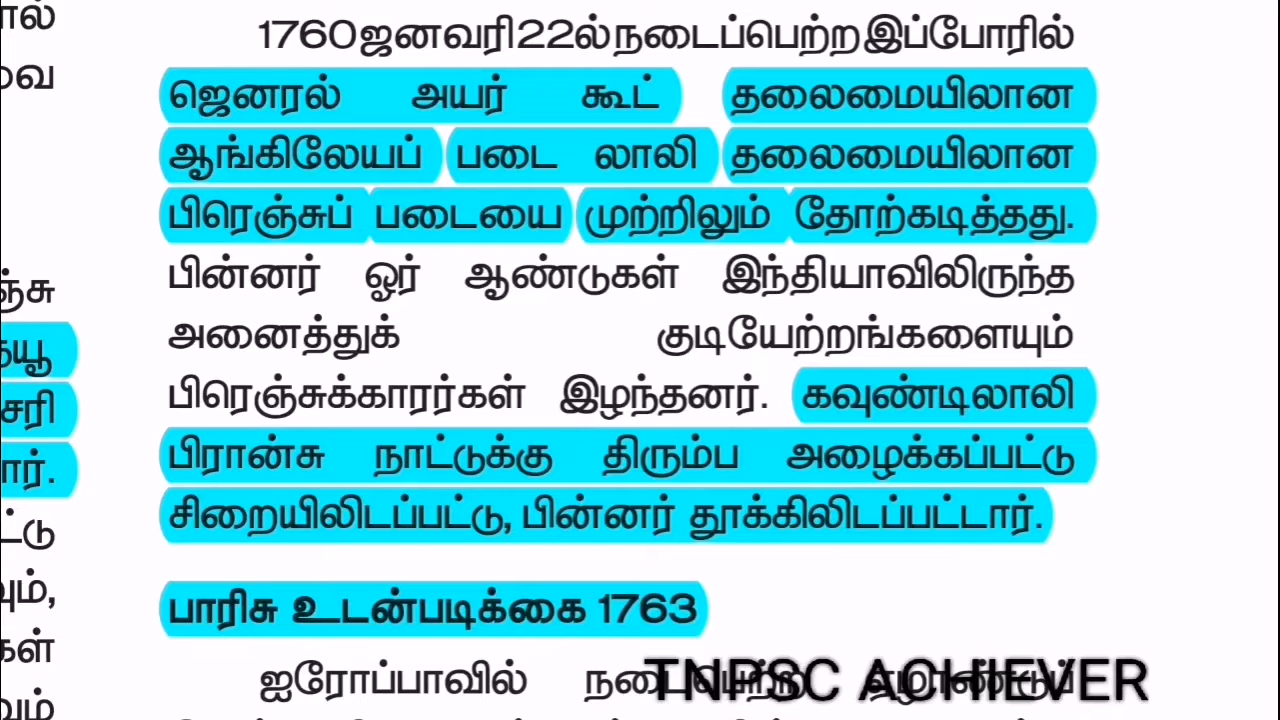 1760ஜனவரி22ல்நடைப்பெற்றஇப்போரில்
ஜெனரல் அயர் கூட் தலைமையிலான
ஆங்கிலேயப் படை லாலி தலைமையிலான
பிரெஞ்சுப் படையை முற்றிலும் தோற்கடித்தது.
பின்னர் ஓர் ஆண்டுகள் இந்தியாவிலிருந்த
அனைத்துக் குடியேற்றங்களையும்
பிரெஞ்சுக்காரர்கள் இழந்தனர். கவுண்டிலாலி
பிரான்சு நாட்டுக்கு திரும்ப அழைக்கப்பட்டு
சிறையிலிடப்பட்டு, பின்னர் தூக்கிலிடப்பட்டார்.
பாரிசு உடன்படிக்கை 1763
ஐரோப்பாவில் நடைபெற்ற ஏழாண்டுப்
TNPSC ACHIEVER